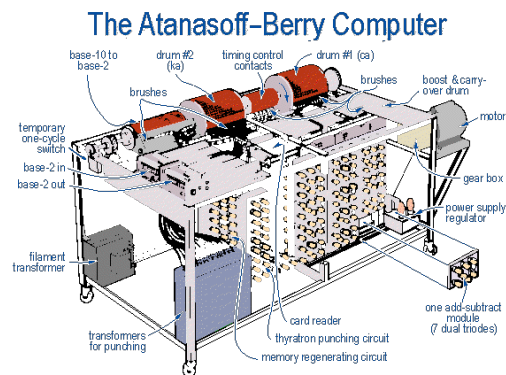 The Atanasoff–Berry Computer
base-10 to
base-2
drum #2
(ka)
timing control
contacts
drum #1 (ca)
brushes
brushes
boost & carry-
over drum
motor
temporary
one-cycle
switch
base-2 in
base-2 out
gear box
power supply
regulator
filament
transformer
one add-subtract
module
(7 dual triodes)
card reader
transformers
for punching
thyratron punching circuit
memory regenerating circuit